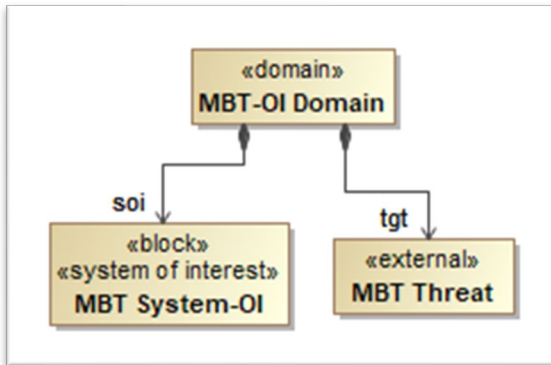 «domain»
MBT-OI Domain
soi
tgt
«block»
«system of interest»
MBT System-OI
«external»
MBT Threat